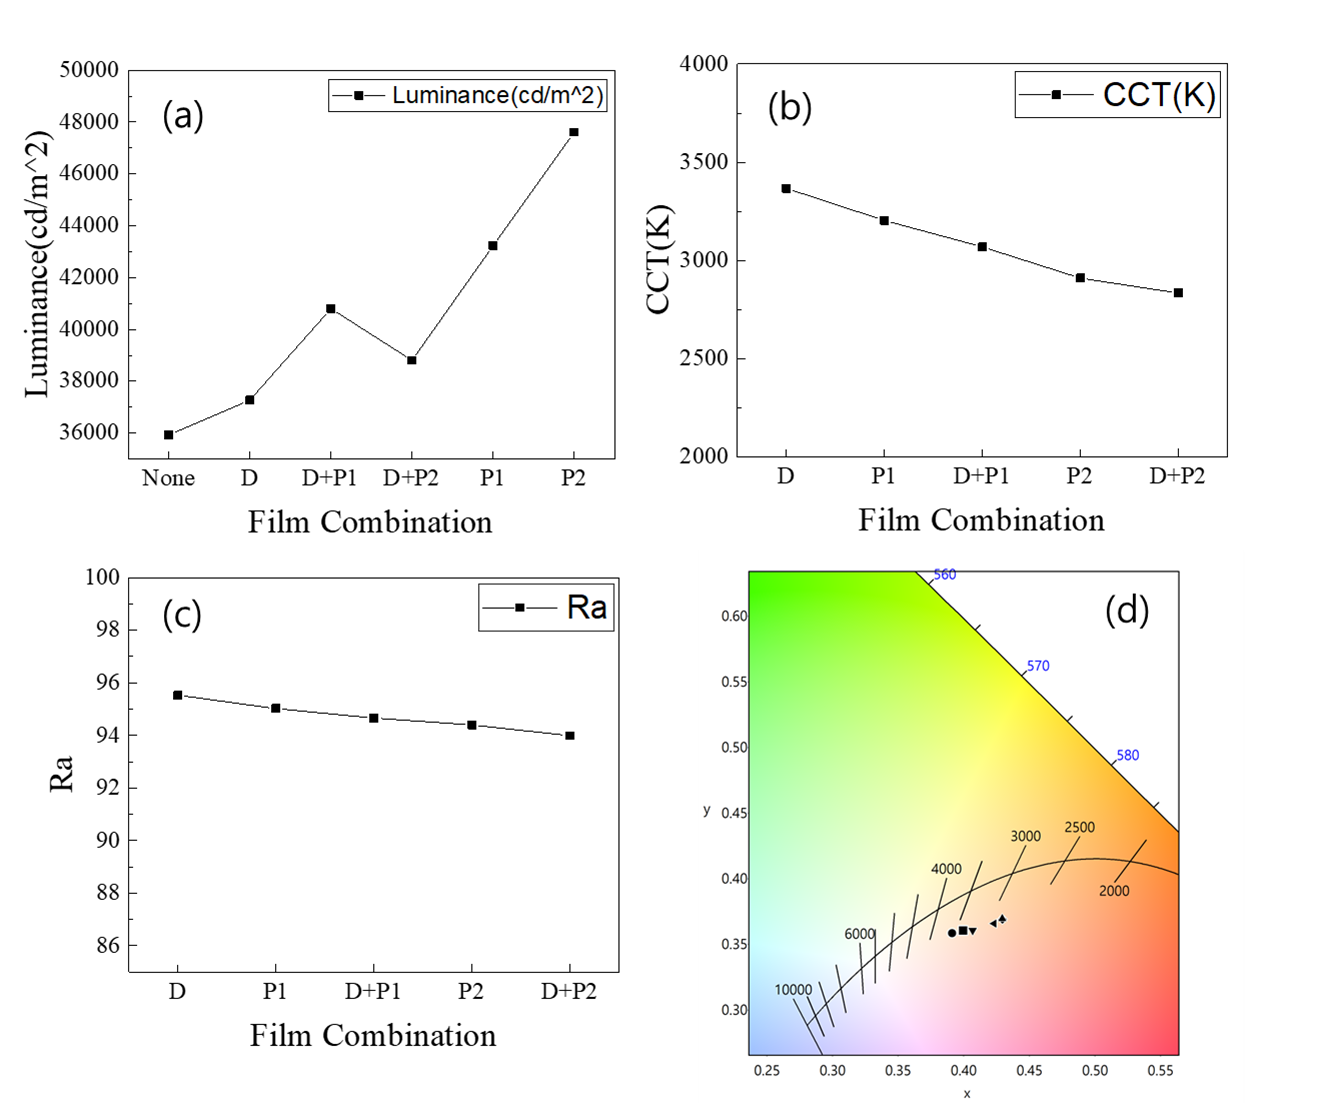 (a)
Luminance(cd/m^2)
50000
48000
46000
44000
42000
40000
38000
36000
Luminance(cd/m^2)
None D D+P1 D+P2 P1 P2
Film Combination
(b)
CCT(K)
4000
3500
3000
2500
2000
CCT(K)
D P1 D+P1 P2 D+P2
Film Combination
(c)
Ra
100
98
96
94
92
90
88
86
Ra
D P1 D+P1 P2 D+P2
Film Combination
(d)
560
570
580
0.60
0.55
0.50
0.45
0.40
0.35
0.30
y
10000
6000
4000
3000
2500
2000
0.25 0.30 0.35 0.40 0.45 0.50 0.55
x